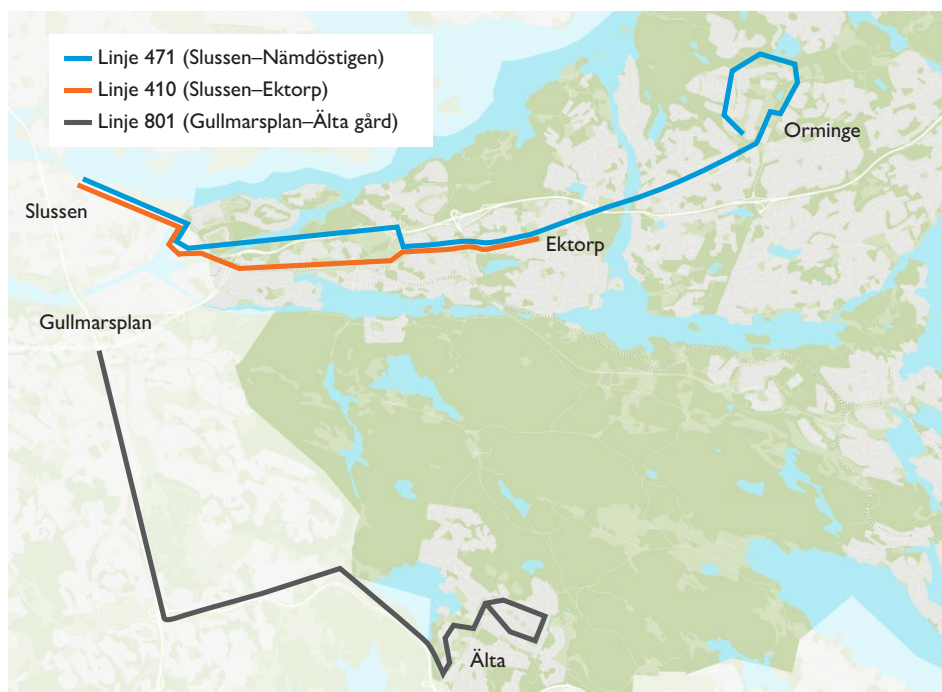 Linje 471 (Slussen–Nämdöstigen)
Linje 410 (Slussen–Ektorp)
Linje 801 (Gullmarsplan–Älta gård)
Orminge
Slussen
Ektorp
Gullmarsplan
Älta